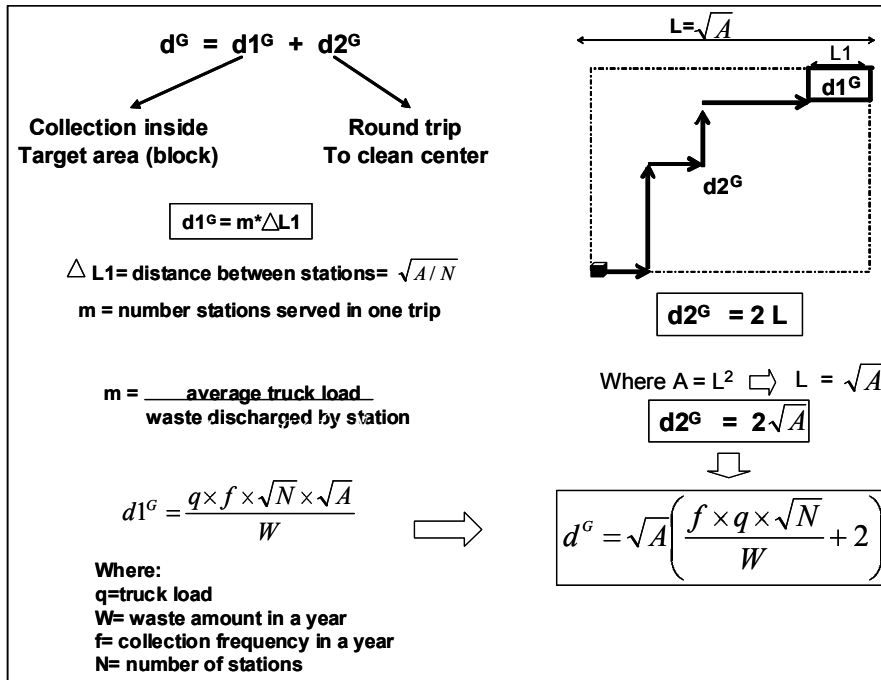 dᴳ = d1ᴳ + d2ᴳ
Collection inside
Target area (block)
Round trip
To clean center
d1ᴳ = m*△L1
△ L1= distance between stations= √A/N
m = number stations served in one trip
m = average truck load
waste discharged by station
d1ᴳ = q × f × √N × √A
W
Where:
q=truck load
W= waste amount in a year
f= collection frequency in a year
N= number of stations
L=√A
L1
d1ᴳ
d2ᴳ
d2ᴳ = 2 L
Where A = L² ⇨ L = √A
d2ᴳ = 2√A
dᴳ = √A(f × q × √N / W + 2)